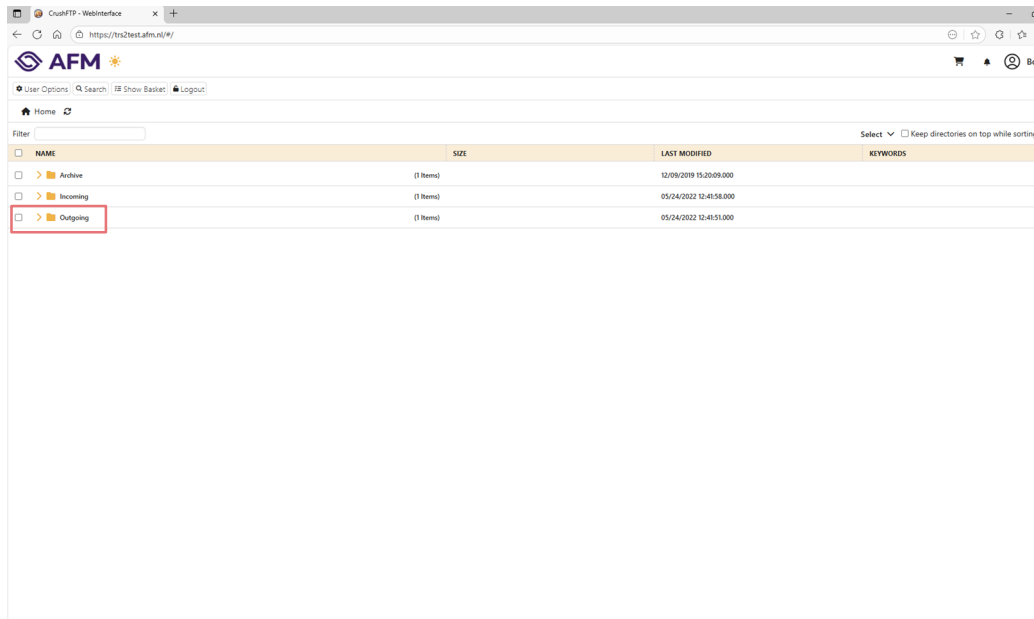 CrushFTP - WebInterface
https://trs2test.afm.nl/#/
AFM
User Options Search Show Basket Logout
Home
Filter Select Keep directories on top while sorting
NAME SIZE LAST MODIFIED KEYWORDS
Archive (1 Items) 12/09/2019 15:20:09.000
Incoming (1 Items) 05/24/2022 12:41:58.000
Outgoing (1 Items) 05/24/2022 12:41:51.000